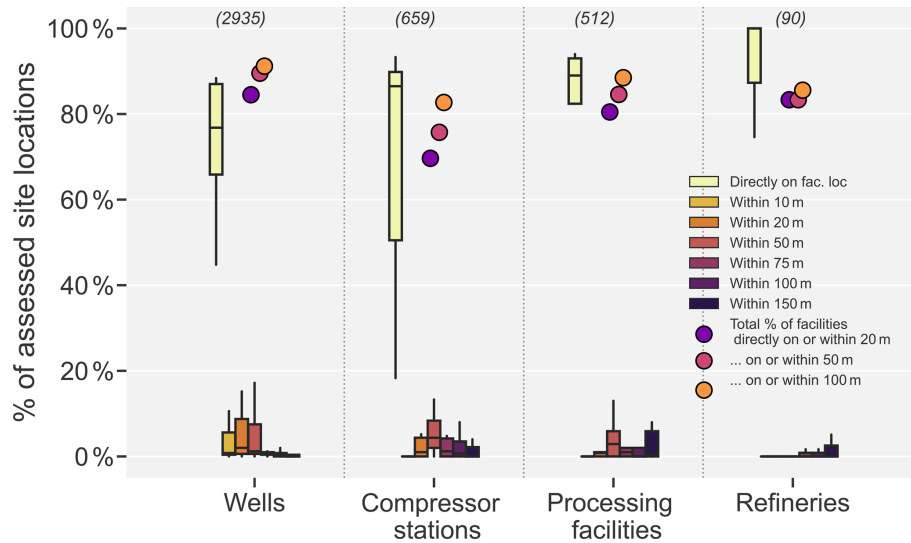 (2935) (659) (512) (90)
100 %
80 %
60 %
40 %
20 %
0 %
% of assessed site locations
Directly on fac. loc
Within 10 m
Within 20 m
Within 50 m
Within 75 m
Within 100 m
Within 150 m
Total % of facilities
directly on or within 20 m
... on or within 50 m
... on or within 100 m
Wells
Compressor
stations
Processing
facilities
Refineries